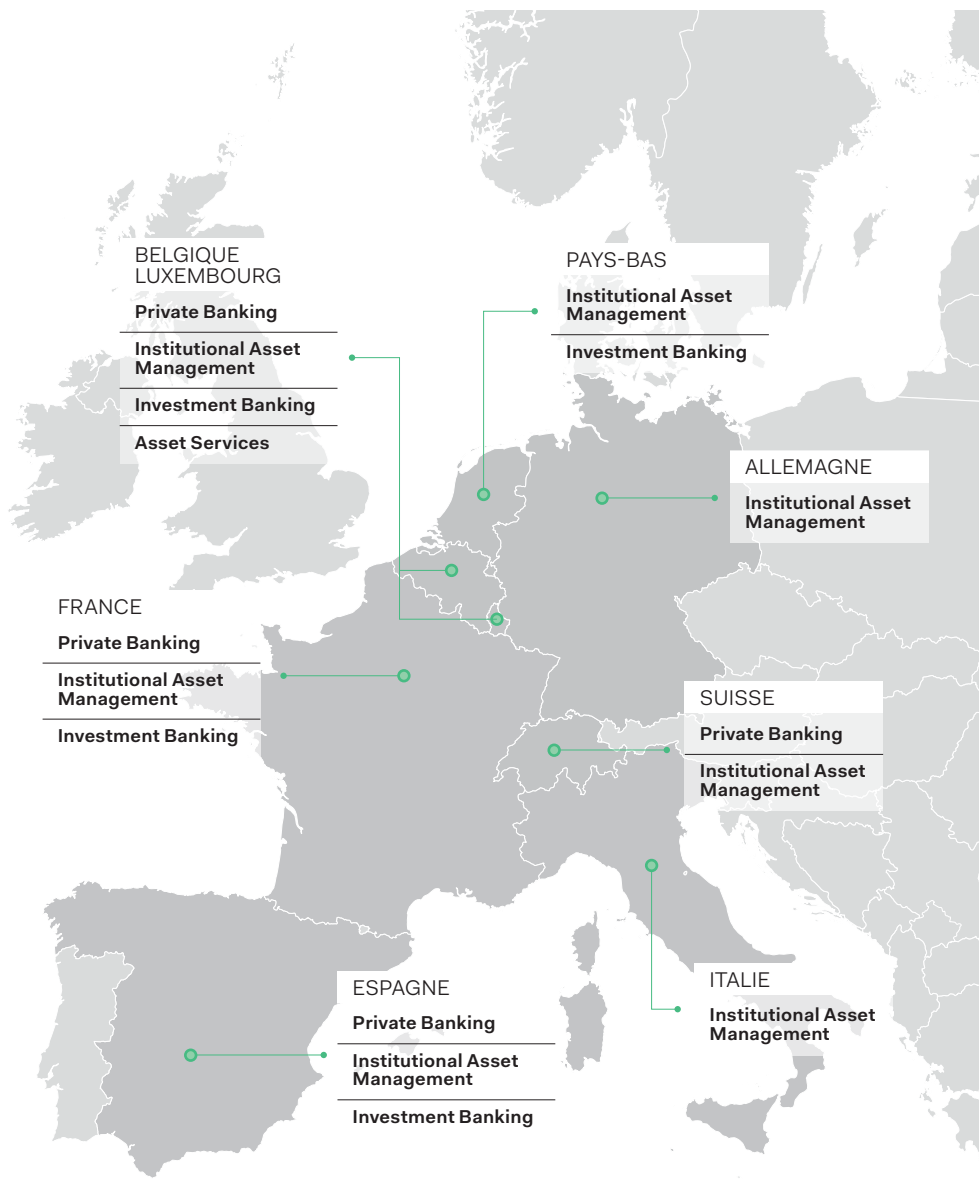 BELGIQUE
LUXEMBOURG
Private Banking
Institutional Asset
Management
Investment Banking
Asset Services
PAYS-BAS
Institutional Asset
Management
Investment Banking
ALLEMAGNE
Institutional Asset
Management
FRANCE
Private Banking
Institutional Asset
Management
Investment Banking
SUISSE
Private Banking
Institutional Asset
Management
ESPAGNE
Private Banking
Institutional Asset
Management
Investment Banking
ITALIE
Institutional Asset
Management